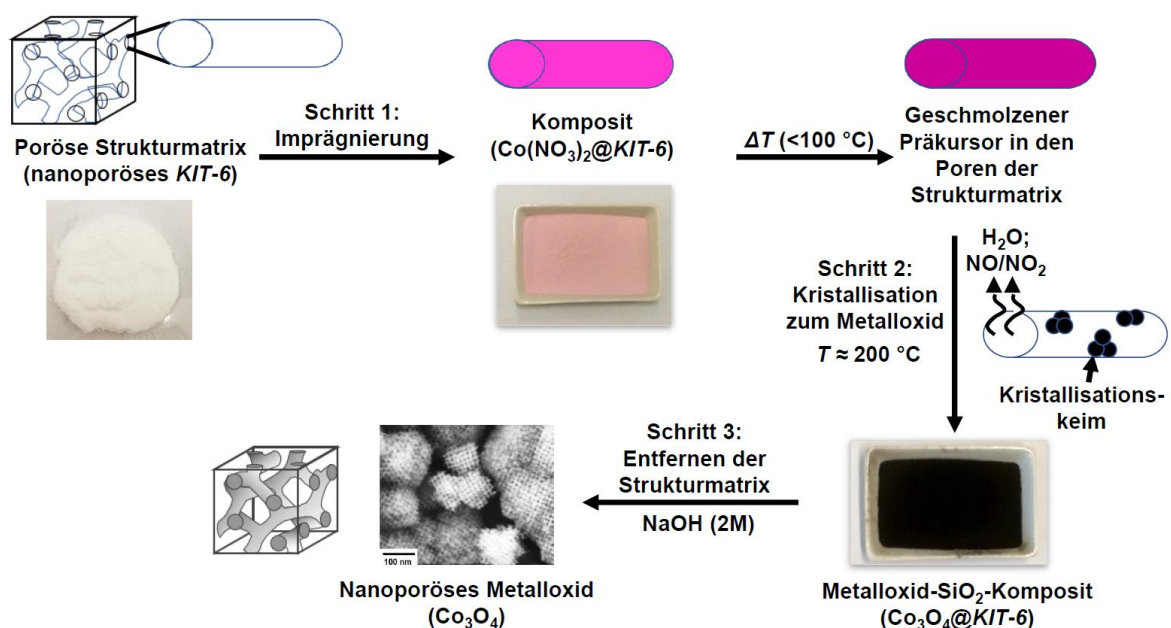 Poröse Strukturmatrix
(nanoporöses KIT-6)
Schritt 1:
Imprägnierung
Komposit
(Co(NO₃)₂@KIT-6)
ΔT (<100 °C)
Geschmolzener
Präkursor in den
Poren der
Strukturmatrix
Schritt 2:
Kristallisation
zum Metalloxid
T ≈ 200 °C
H₂O;
NO/NO₂
Kristallisations-
keim
Metalloxid-SiO₂-Komposit
(Co₃O₄@KIT-6)
Schritt 3:
Entfernen der
Strukturmatrix
NaOH (2M)
100 nm
Nanoporöses Metalloxid
(Co₃O₄)